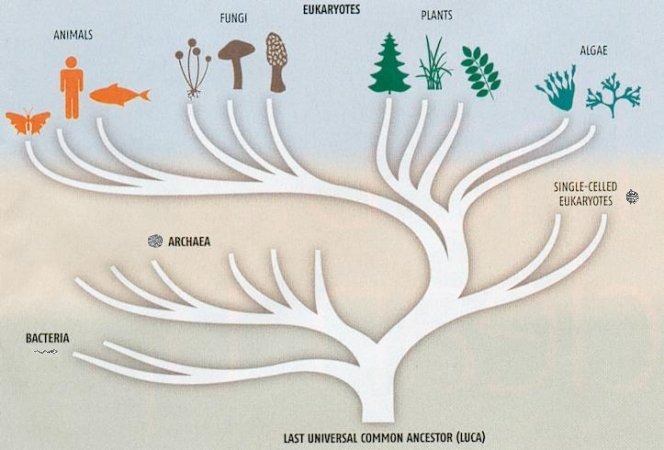 EUKARYOTES
ANIMALS
FUNGI
PLANTS
ALGAE
SINGLE-CELLED
EUKARYOTES
ARCHAEA
BACTERIA
LAST UNIVERSAL COMMON ANCESTOR (LUCA)